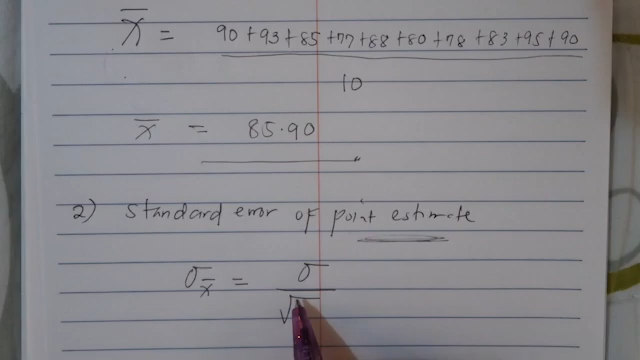 x̅ = 90 + 93 + 85 + 77 + 88 + 80 + 78 + 83 + 95 + 90
10
x̅ = 85.90
2) Standard error of point estimate
σx̅ = σ
√